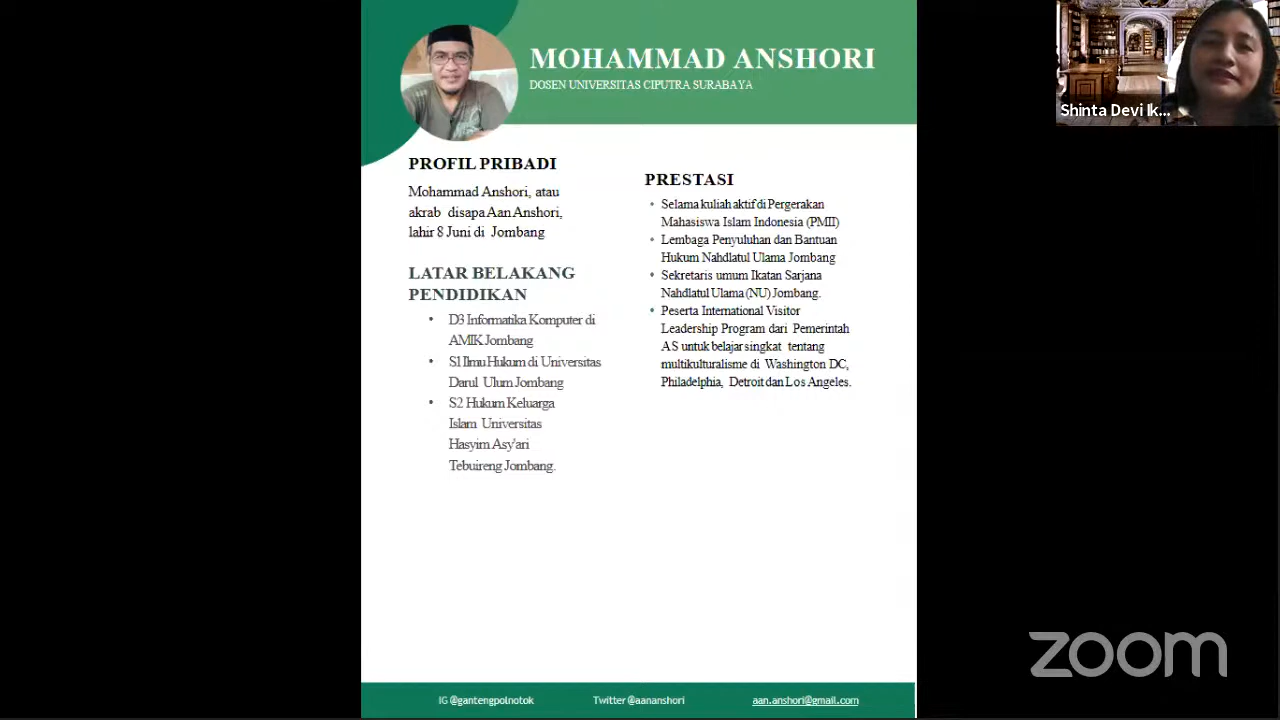 MOHAMMAD ANSHORI
DOSEN UNIVERSITAS CIPUTRA SURABAYA
PROFIL PRIBADI
Mohammad Anshori, atau
akrab disapa Aan Anshori,
lahir 8 Juni di Jombang
LATAR BELAKANG
PENDIDIKAN
• D3 Informatika Komputer di
AMIK Jombang
• S1 Ilmu Hukum di Universitas
Darul Ulum Jombang
• S2 Hukum Keluarga
Islam Universitas
Hasyim Asy'ari
Tebuireng Jombang.
PRESTASI
• Selama kuliah aktif di Pergerakan
Mahasiswa Islam Indonesia (PMII)
• Lembaga Penyuluhan dan Bantuan
Hukum Nahdlatul Ulama Jombang
• Sekretaris umum Ikatan Sarjana
Nahdlatul Ulama (NU) Jombang.
• Peserta International Visitor
Leadership Program dari Pemerintah
AS untuk belajar singkat tentang
multikulturalisme di Washington DC,
Philadelphia, Detroit dan Los Angeles.
IG @gantengpolnotok
Twitter @aananshori
aan.anshori@gmail.com
Shinta Devi Ik...
zoom